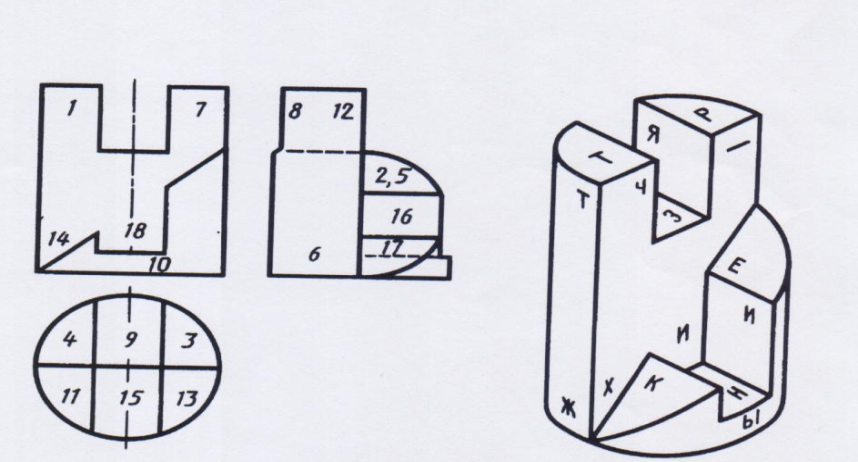 1 7
14 18
10
8 12
2,5
16
17
6
4 9 3
11 15 13
Р
Я
Т
Т Ч
З
Е
И
И
Х К Н
Ж Ы